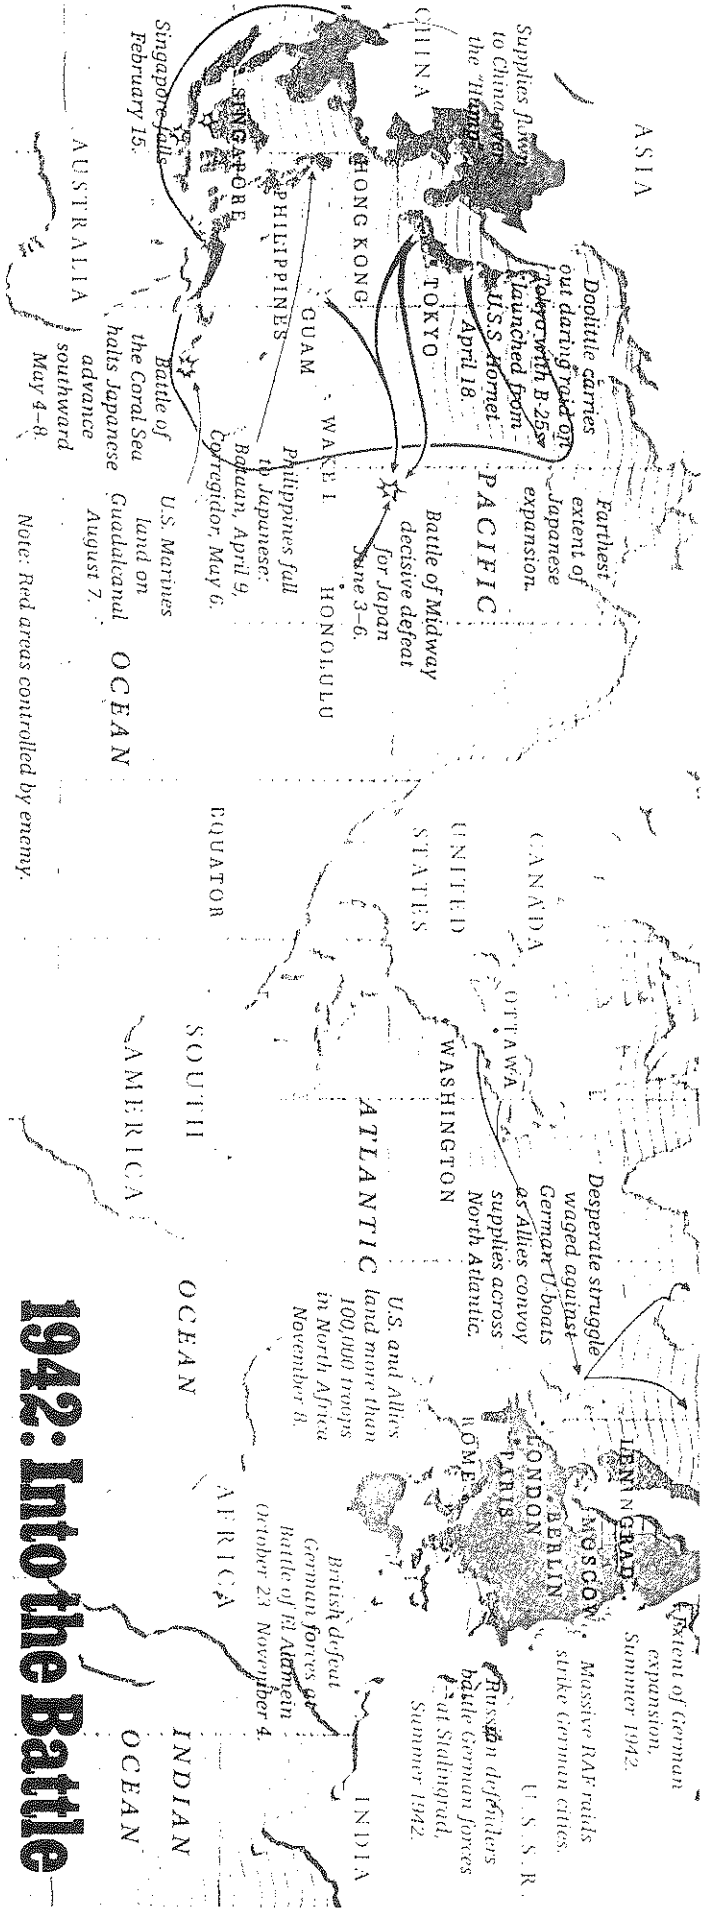 ASIA
CHINA
Supplies flown
to China over
the "Hump"
Doolittle carries
out daring raid on
Tokyo with B-25s
launched from
U.S.S. Hornet
April 18.
Farthest
extent of
Japanese
expansion.
TOKYO
HONG KONG
PHILIPPINES
SINGAPORE
Singapore falls
February 15.
GUAM
WAKE I.
HONOLULU
PACIFIC
OCEAN
Battle of Midway
decisive defeat
for Japan
June 3–6.
Philippines fall
to Japanese:
Bataan, April 9,
Corregidor, May 6.
AUSTRALIA
Battle of
the Coral Sea
halts Japanese
advance
southward
May 4–8.
U.S. Marines
land on
Guadalcanal
August 7.
Note: Red areas controlled by enemy.
EQUATOR
CANADA
UNITED
STATES
OTTAWA
WASHINGTON
SOUTH
AMERICA
ATLANTIC
OCEAN
Desperate struggle
waged against
German U-boats
as Allies convoy
supplies across
North Atlantic.
U.S. and Allies
land more than
100,000 troops
in North Africa
November 8.
LENINGRAD
MOSCOW
BERLIN
LONDON
PARIS
ROME
Extent of German
expansion,
Summer 1942.
Massive RAF raids
strike German cities.
U.S.S.R.
Russian defenders
battle German forces
at Stalingrad,
Summer 1942.
British defeat
German forces at
Battle of El Alamein
October 23 November 4.
AFRICA
INDIA
INDIAN
OCEAN
1942: Into the Battle